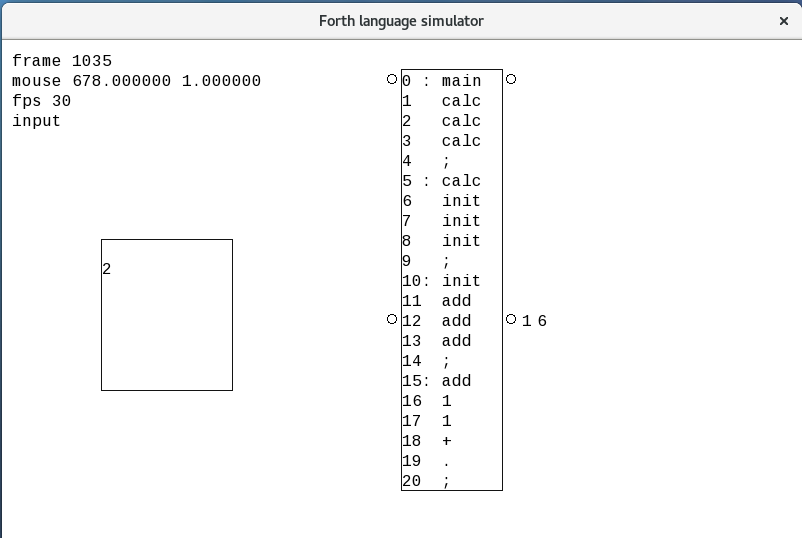 Forth language simulator ×
frame 1035
mouse 678.000000 1.000000
fps 30
input
2
0 : main
1 calc
2 calc
3 calc
4 ;
5 : calc
6 init
7 init
8 init
9 ;
10: init
11 add
12 add 1 6
13 add
14 ;
15: add
16 1
17 1
18 +
19 .
20 ;